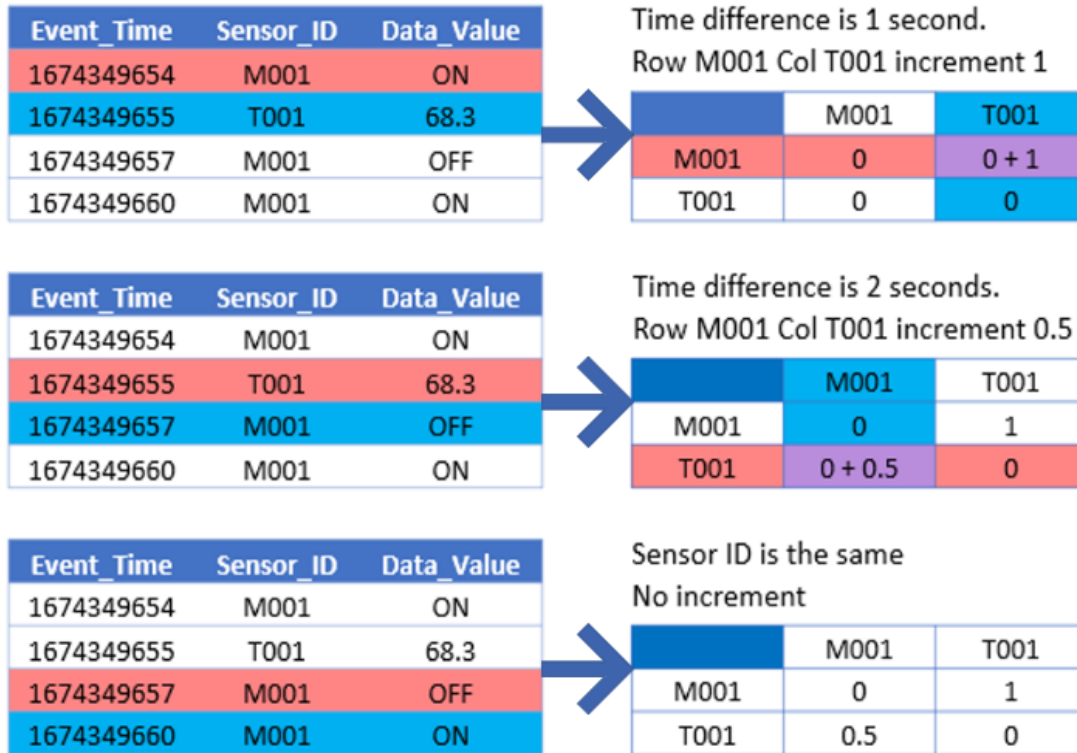 Event_Time Sensor_ID Data_Value
1674349654 M001 ON
1674349655 T001 68.3
1674349657 M001 OFF
1674349660 M001 ON
Time difference is 1 second.
Row M001 Col T001 increment 1
M001 T001
M001 0 0 + 1
T001 0 0
Event_Time Sensor_ID Data_Value
1674349654 M001 ON
1674349655 T001 68.3
1674349657 M001 OFF
1674349660 M001 ON
Time difference is 2 seconds.
Row M001 Col T001 increment 0.5
M001 T001
M001 0 1
T001 0 + 0.5 0
Event_Time Sensor_ID Data_Value
1674349654 M001 ON
1674349655 T001 68.3
1674349657 M001 OFF
1674349660 M001 ON
Sensor ID is the same
No increment
M001 T001
M001 0 1
T001 0.5 0